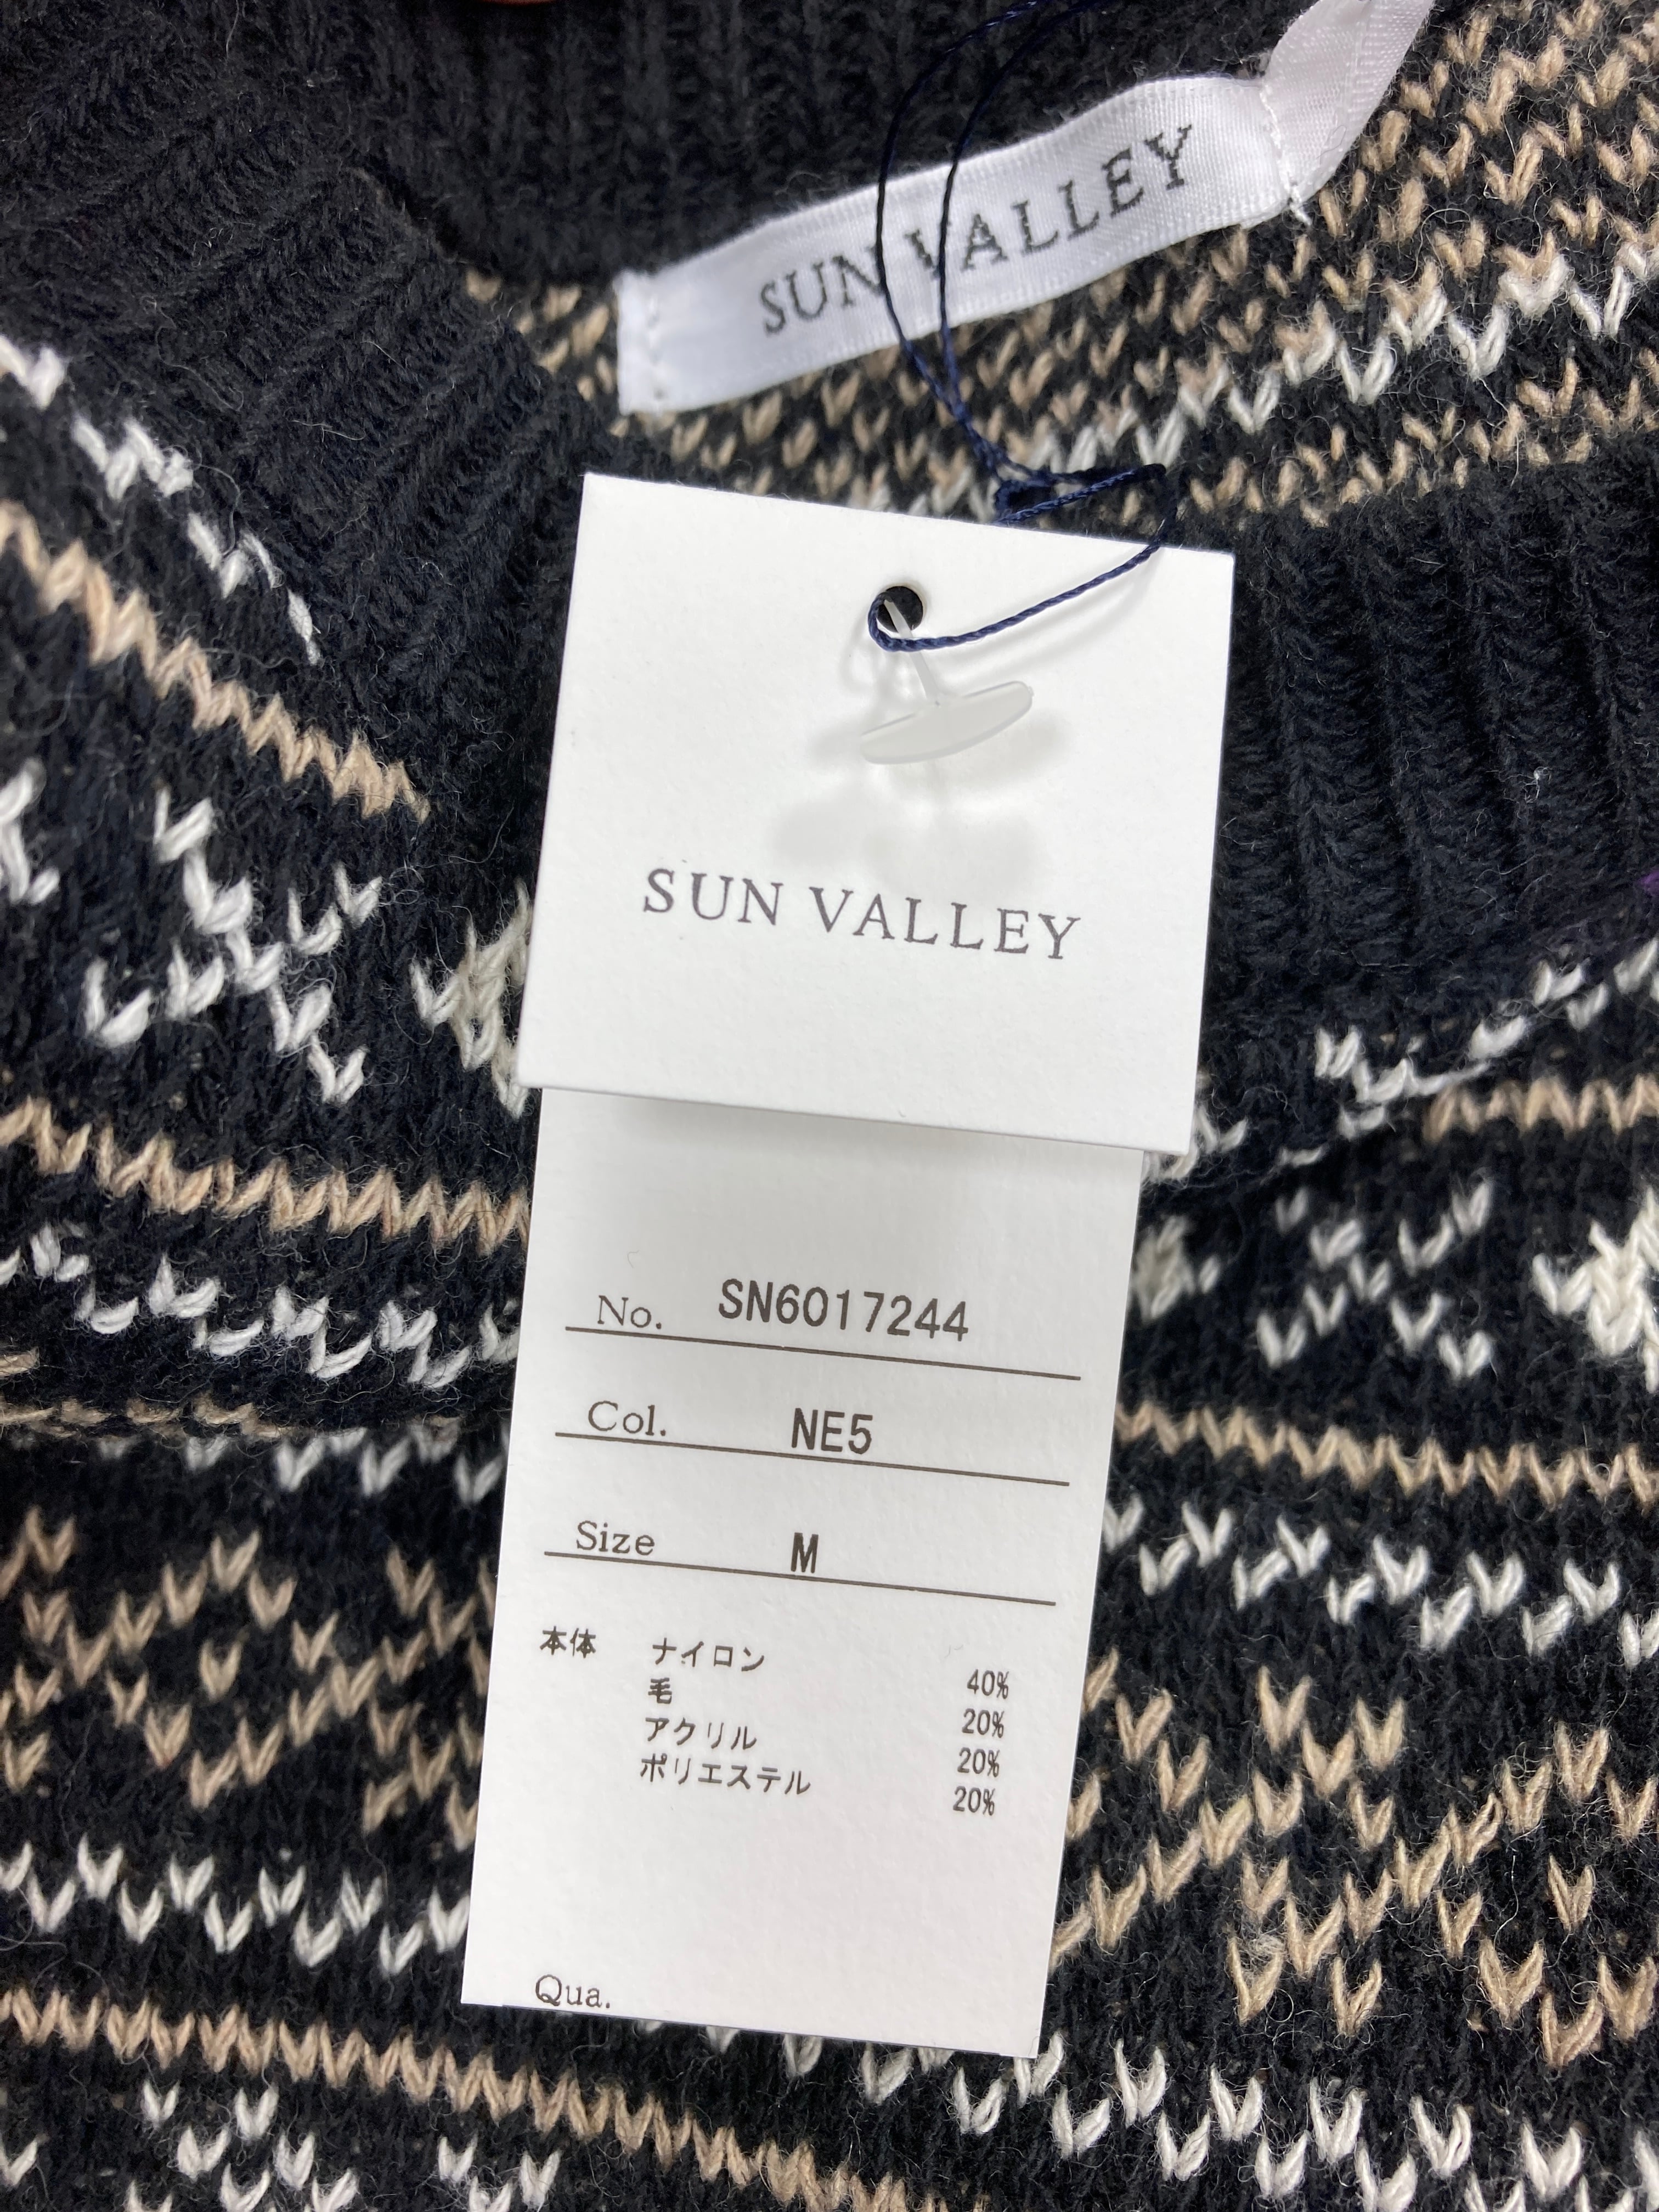 SUN VALLEY
SUN VALLEY
No. SN6017244
Col. NE5
Size M
本体 ナイロン 40%
毛 20%
アクリル 20%
ポリエステル 20%
Qua.